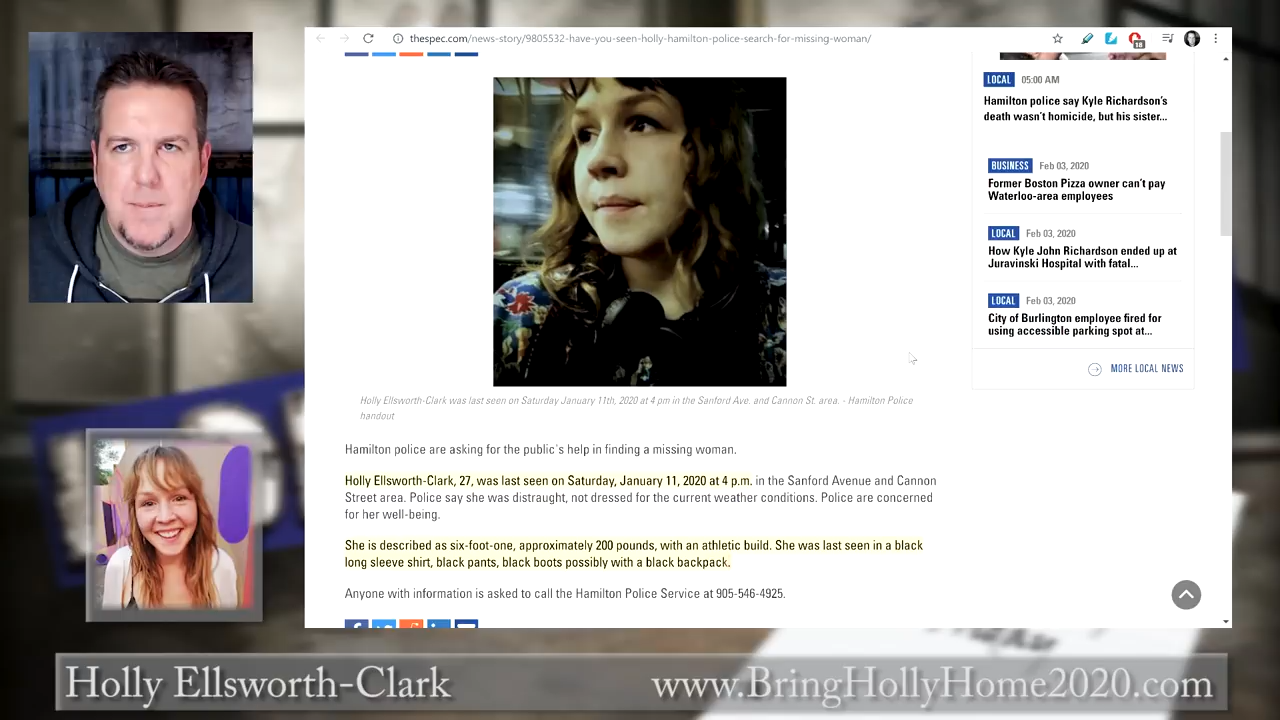 thespec.com/news-story/9805532-have-you-seen-holly-hamilton-police-search-for-missing-woman/
18
LOCAL 05:00 AM
Hamilton police say Kyle Richardson's
death wasn't homicide, but his sister...
BUSINESS Feb 03, 2020
Former Boston Pizza owner can't pay
Waterloo-area employees
LOCAL Feb 03, 2020
How Kyle John Richardson ended up at
Juravinski Hospital with fatal...
LOCAL Feb 03, 2020
City of Burlington employee fired for
using accessible parking spot at...
MORE LOCAL NEWS
Holly Ellsworth-Clark was last seen on Saturday January 11th, 2020 at 4 pm in the Sanford Ave. and Cannon St. area. - Hamilton Police
handout
Hamilton police are asking for the public's help in finding a missing woman.
Holly Ellsworth-Clark, 27, was last seen on Saturday, January 11, 2020 at 4 p.m. in the Sanford Avenue and Cannon
Street area. Police say she was distraught, not dressed for the current weather conditions. Police are concerned
for her well-being.
She is described as six-foot-one, approximately 200 pounds, with an athletic build. She was last seen in a black
long sleeve shirt, black pants, black boots possibly with a black backpack.
Anyone with information is asked to call the Hamilton Police Service at 905-546-4925.
Holly Ellsworth-Clark www.BringHollyHome2020.com